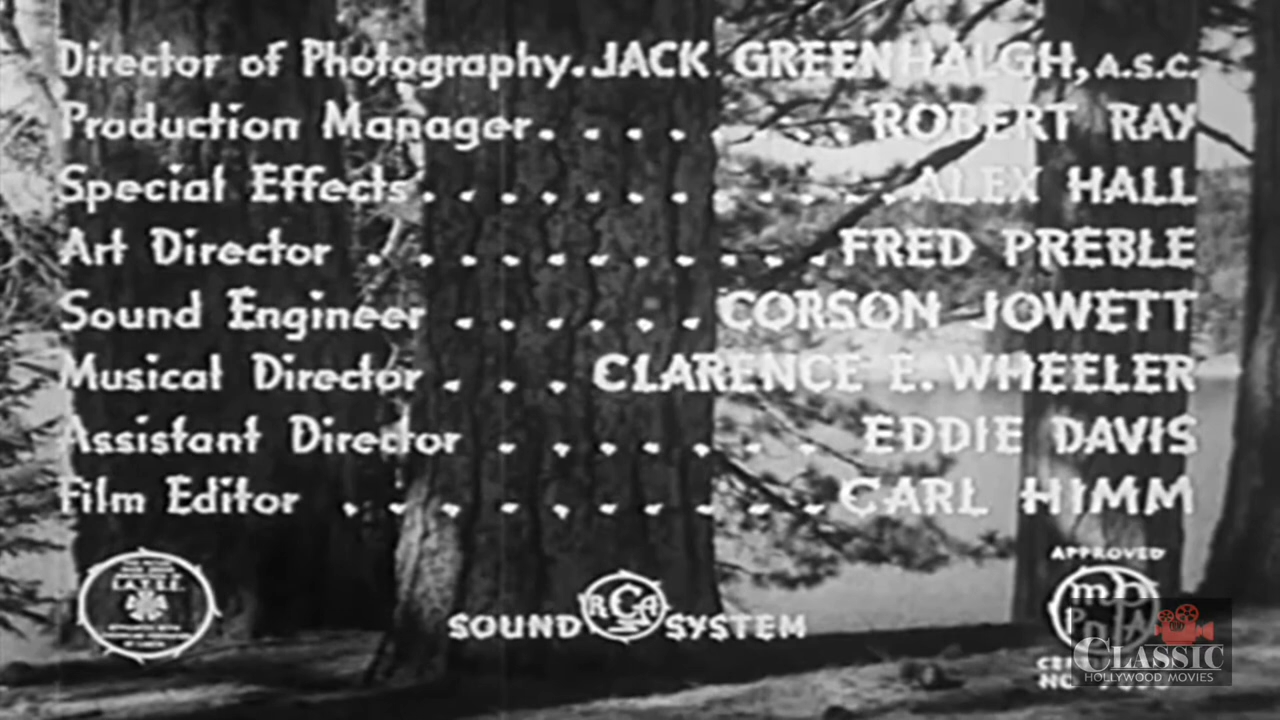 Director of Photography.JACK GREENHALGH, A.S.C.
Production Manager. . . . . . . . ROBERT RAY
Special Effects. . . . . . . . . . . . ALEX HALL
Art Director . . . . . . . . . . . FRED PREBLE
Sound Engineer . . . . . . CORSON JOWETT
Musical Director . . . CLARENCE E. WHEELER
Assistant Director . . . . . . . EDDIE DAVIS
Film Editor . . . . . . . . . . CARL HIMM
I.A.T.S.E.
SOUND RCA SYSTEM
APPROVED
CLASSIC
HOLLYWOOD MOVIES